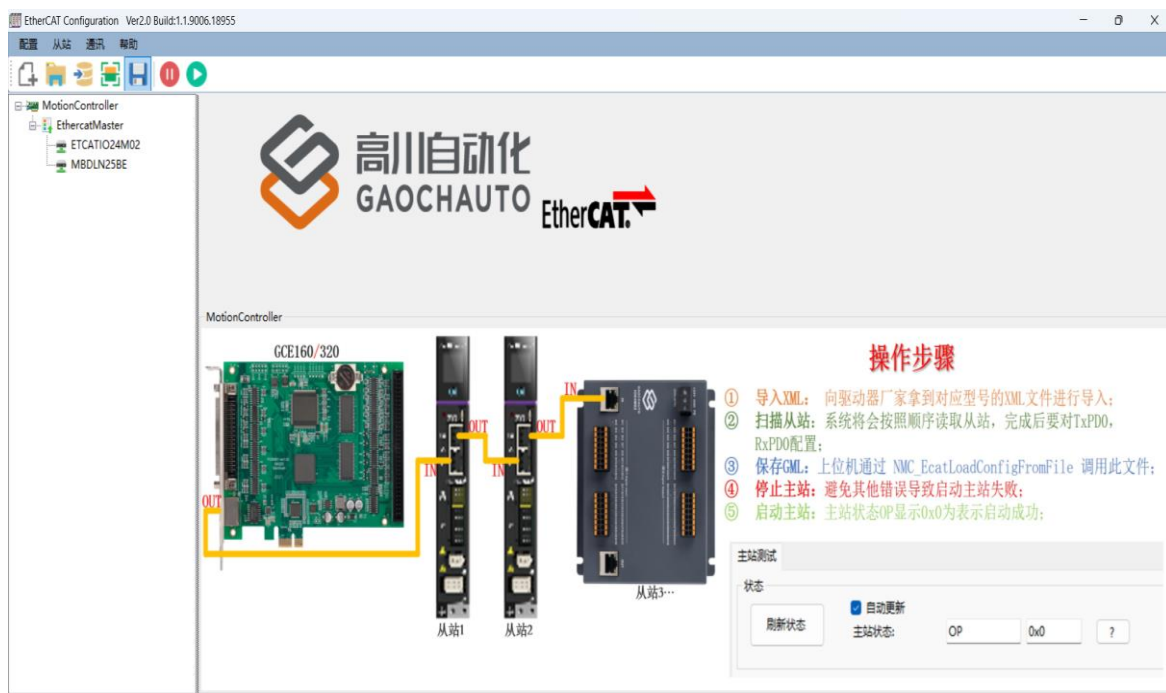 EtherCAT Configuration Ver2.0 Build:1.1.9006.18955
配置 从站 通讯 帮助
MotionController
EthercatMaster
ETCATIO24M02
MBDLN25BE
高川自动化
GAOCHAUTO
EtherCAT.
MotionController
GCE160/320
OUT
IN
OUT
IN
OUT
IN
从站1
从站2
从站3…
操作步骤
① 导入XML: 向驱动器厂家拿到对应型号的XML文件进行导入;
② 扫描从站: 系统将会按照顺序读取从站, 完成后要对TxPDO,
RxPDO配置;
③ 保存GML: 上位机通过 NMC_EcatLoadConfigFromFile 调用此文件;
④ 停止主站: 避免其他错误导致启动主站失败;
⑤ 启动主站: 主站状态OP显示0x0为表示启动成功;
主站测试
状态
刷新状态
自动更新
主站状态: OP 0x0 ?